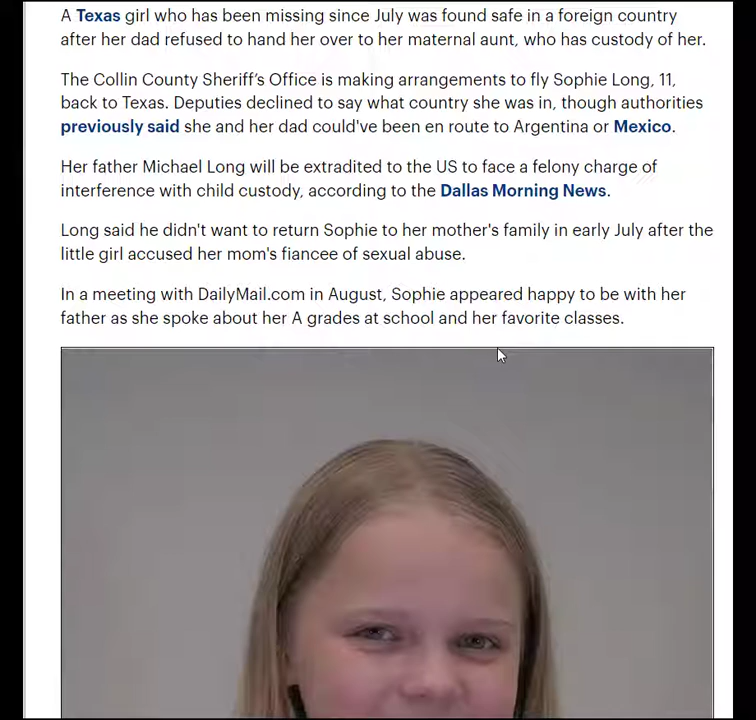 A Texas girl who has been missing since July was found safe in a foreign country
after her dad refused to hand her over to her maternal aunt, who has custody of her.
The Collin County Sheriff's Office is making arrangements to fly Sophie Long, 11,
back to Texas. Deputies declined to say what country she was in, though authorities
previously said she and her dad could've been en route to Argentina or Mexico.
Her father Michael Long will be extradited to the US to face a felony charge of
interference with child custody, according to the Dallas Morning News.
Long said he didn't want to return Sophie to her mother's family in early July after the
little girl accused her mom's fiancee of sexual abuse.
In a meeting with DailyMail.com in August, Sophie appeared happy to be with her
father as she spoke about her A grades at school and her favorite classes.